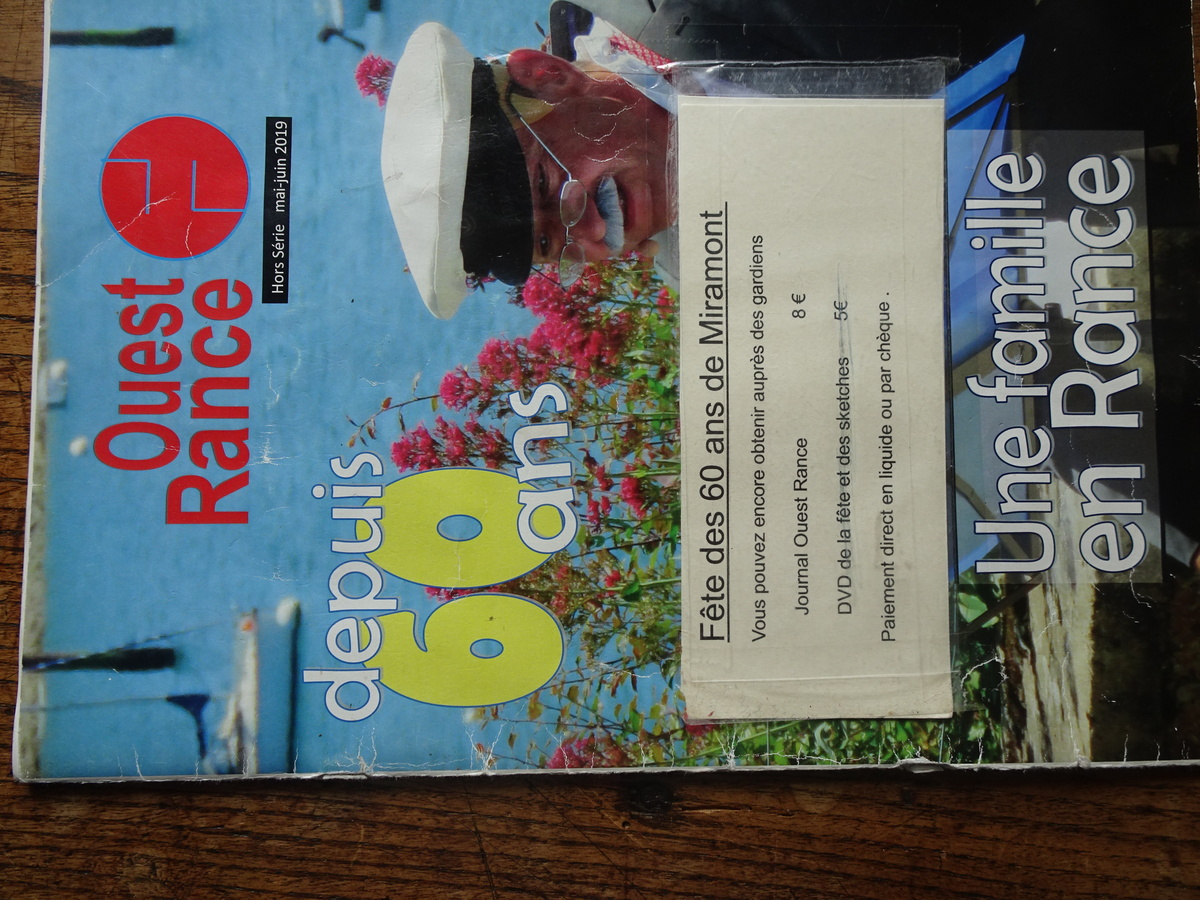 Ouest
Rance
Hors Série mai-juin 2019
depuis
60
ans
Fête des 60 ans de Miramont
Vous pouvez encore obtenir auprès des gardiens
Journal Ouest Rance 8 €
DVD de la fête et des sketches 5€
Paiement direct en liquide ou par chèque .
Une famille
en Rance